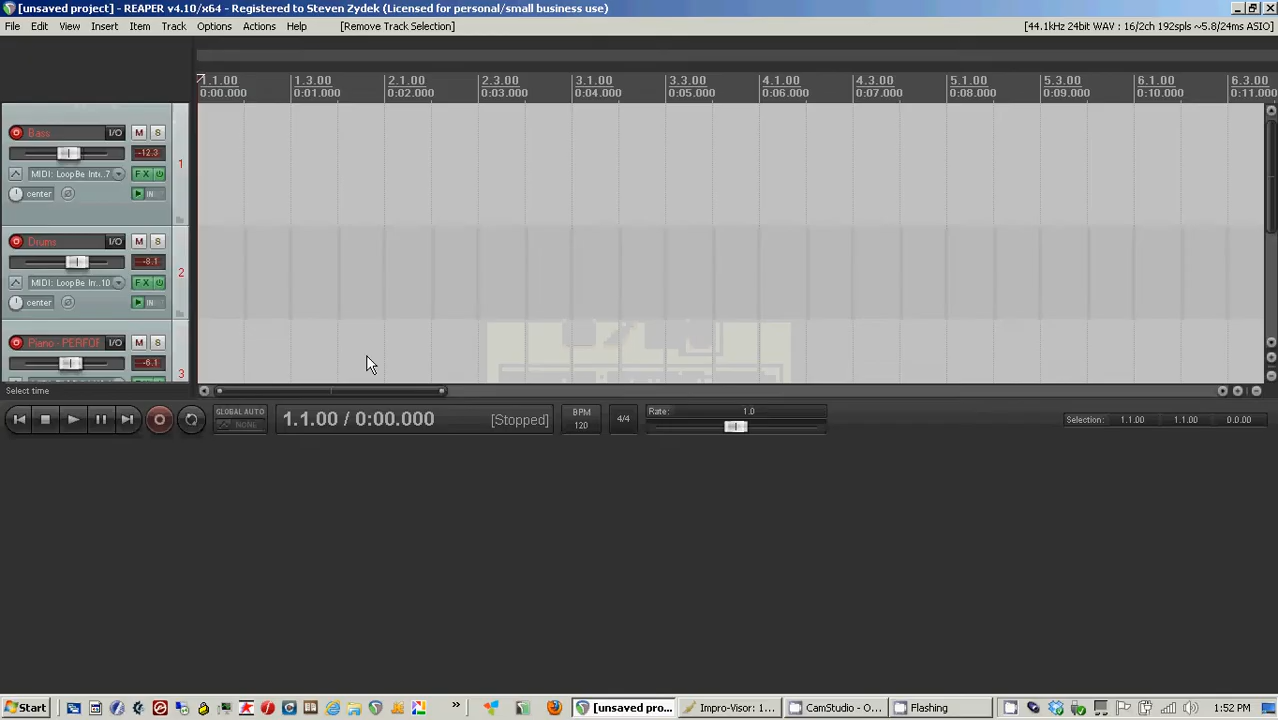 [unsaved project] - REAPER v4.10/x64 - Registered to Steven Zydek (Licensed for personal/small business use)
File Edit View Insert Item Track Options Actions Help [Remove Track Selection] [44.1kHz 24bit WAV : 16/2ch 192spls ~5.8/24ms ASIO]
1.1.00 1.3.00 2.1.00 2.3.00 3.1.00 3.3.00 4.1.00 4.3.00 5.1.00 5.3.00 6.1.00 6.3.00
0:00.000 0:01.000 0:02.000 0:03.000 0:04.000 0:05.000 0:06.000 0:07.000 0:08.000 0:09.000 0:10.000 0:11.000
Bass I/O M S
-12.3
1
MIDI: LoopBe Inte..7 FX
center IN
Drums I/O M S
-8.1
2
MIDI: LoopBe In...10 FX
center IN
Piano - PERFOR I/O M S
-6.1
3
Select time
GLOBAL AUTO
NONE
1.1.00 / 0:00.000 [Stopped]
BPM
120
4/4
Rate: 1.0
Selection: 1.1.00 1.1.00 0.0.00
Start [unsaved pro... Impro-Visor: 1... CamStudio - O... Flashing 1:52 PM